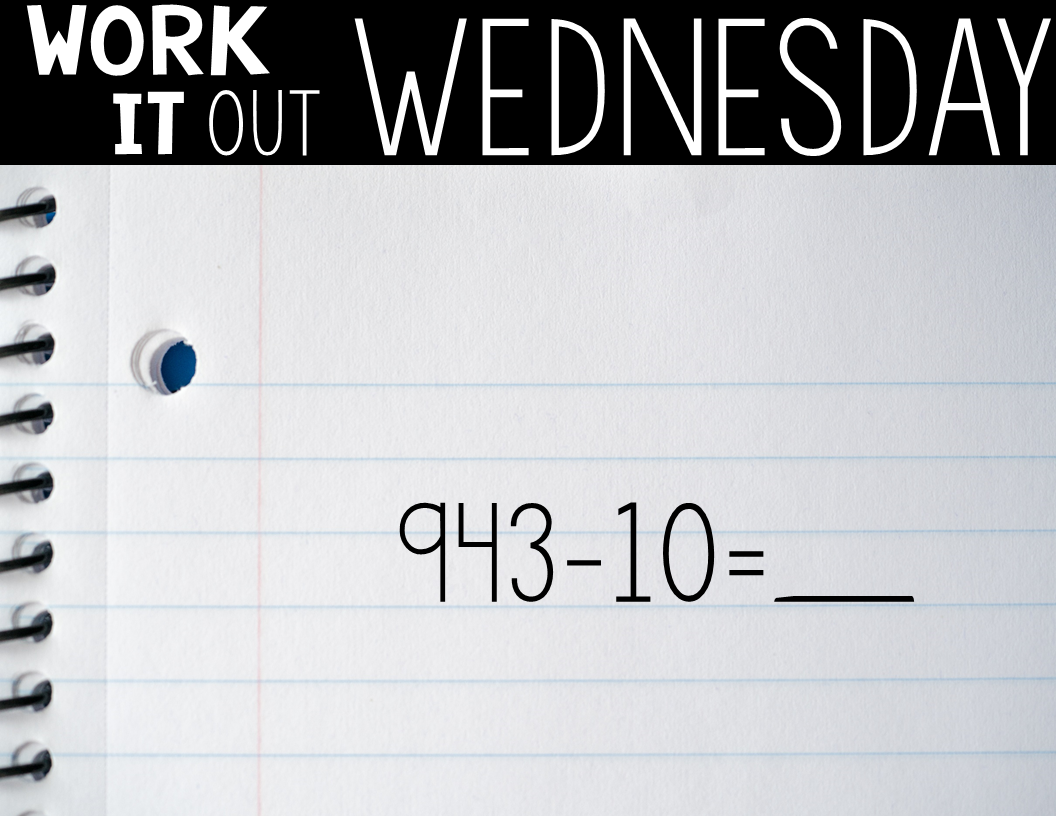 WORK
IT OUT
WEDNESDAY
943-10=___